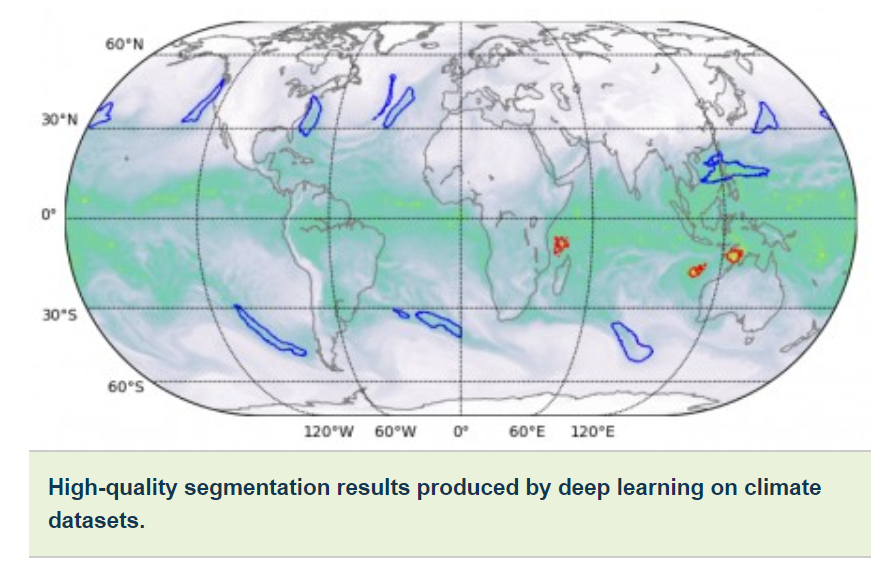 60°N
30°N
0°
30°S
60°S
120°W 60°W 0° 60°E 120°E
High-quality segmentation results produced by deep learning on climate
datasets.